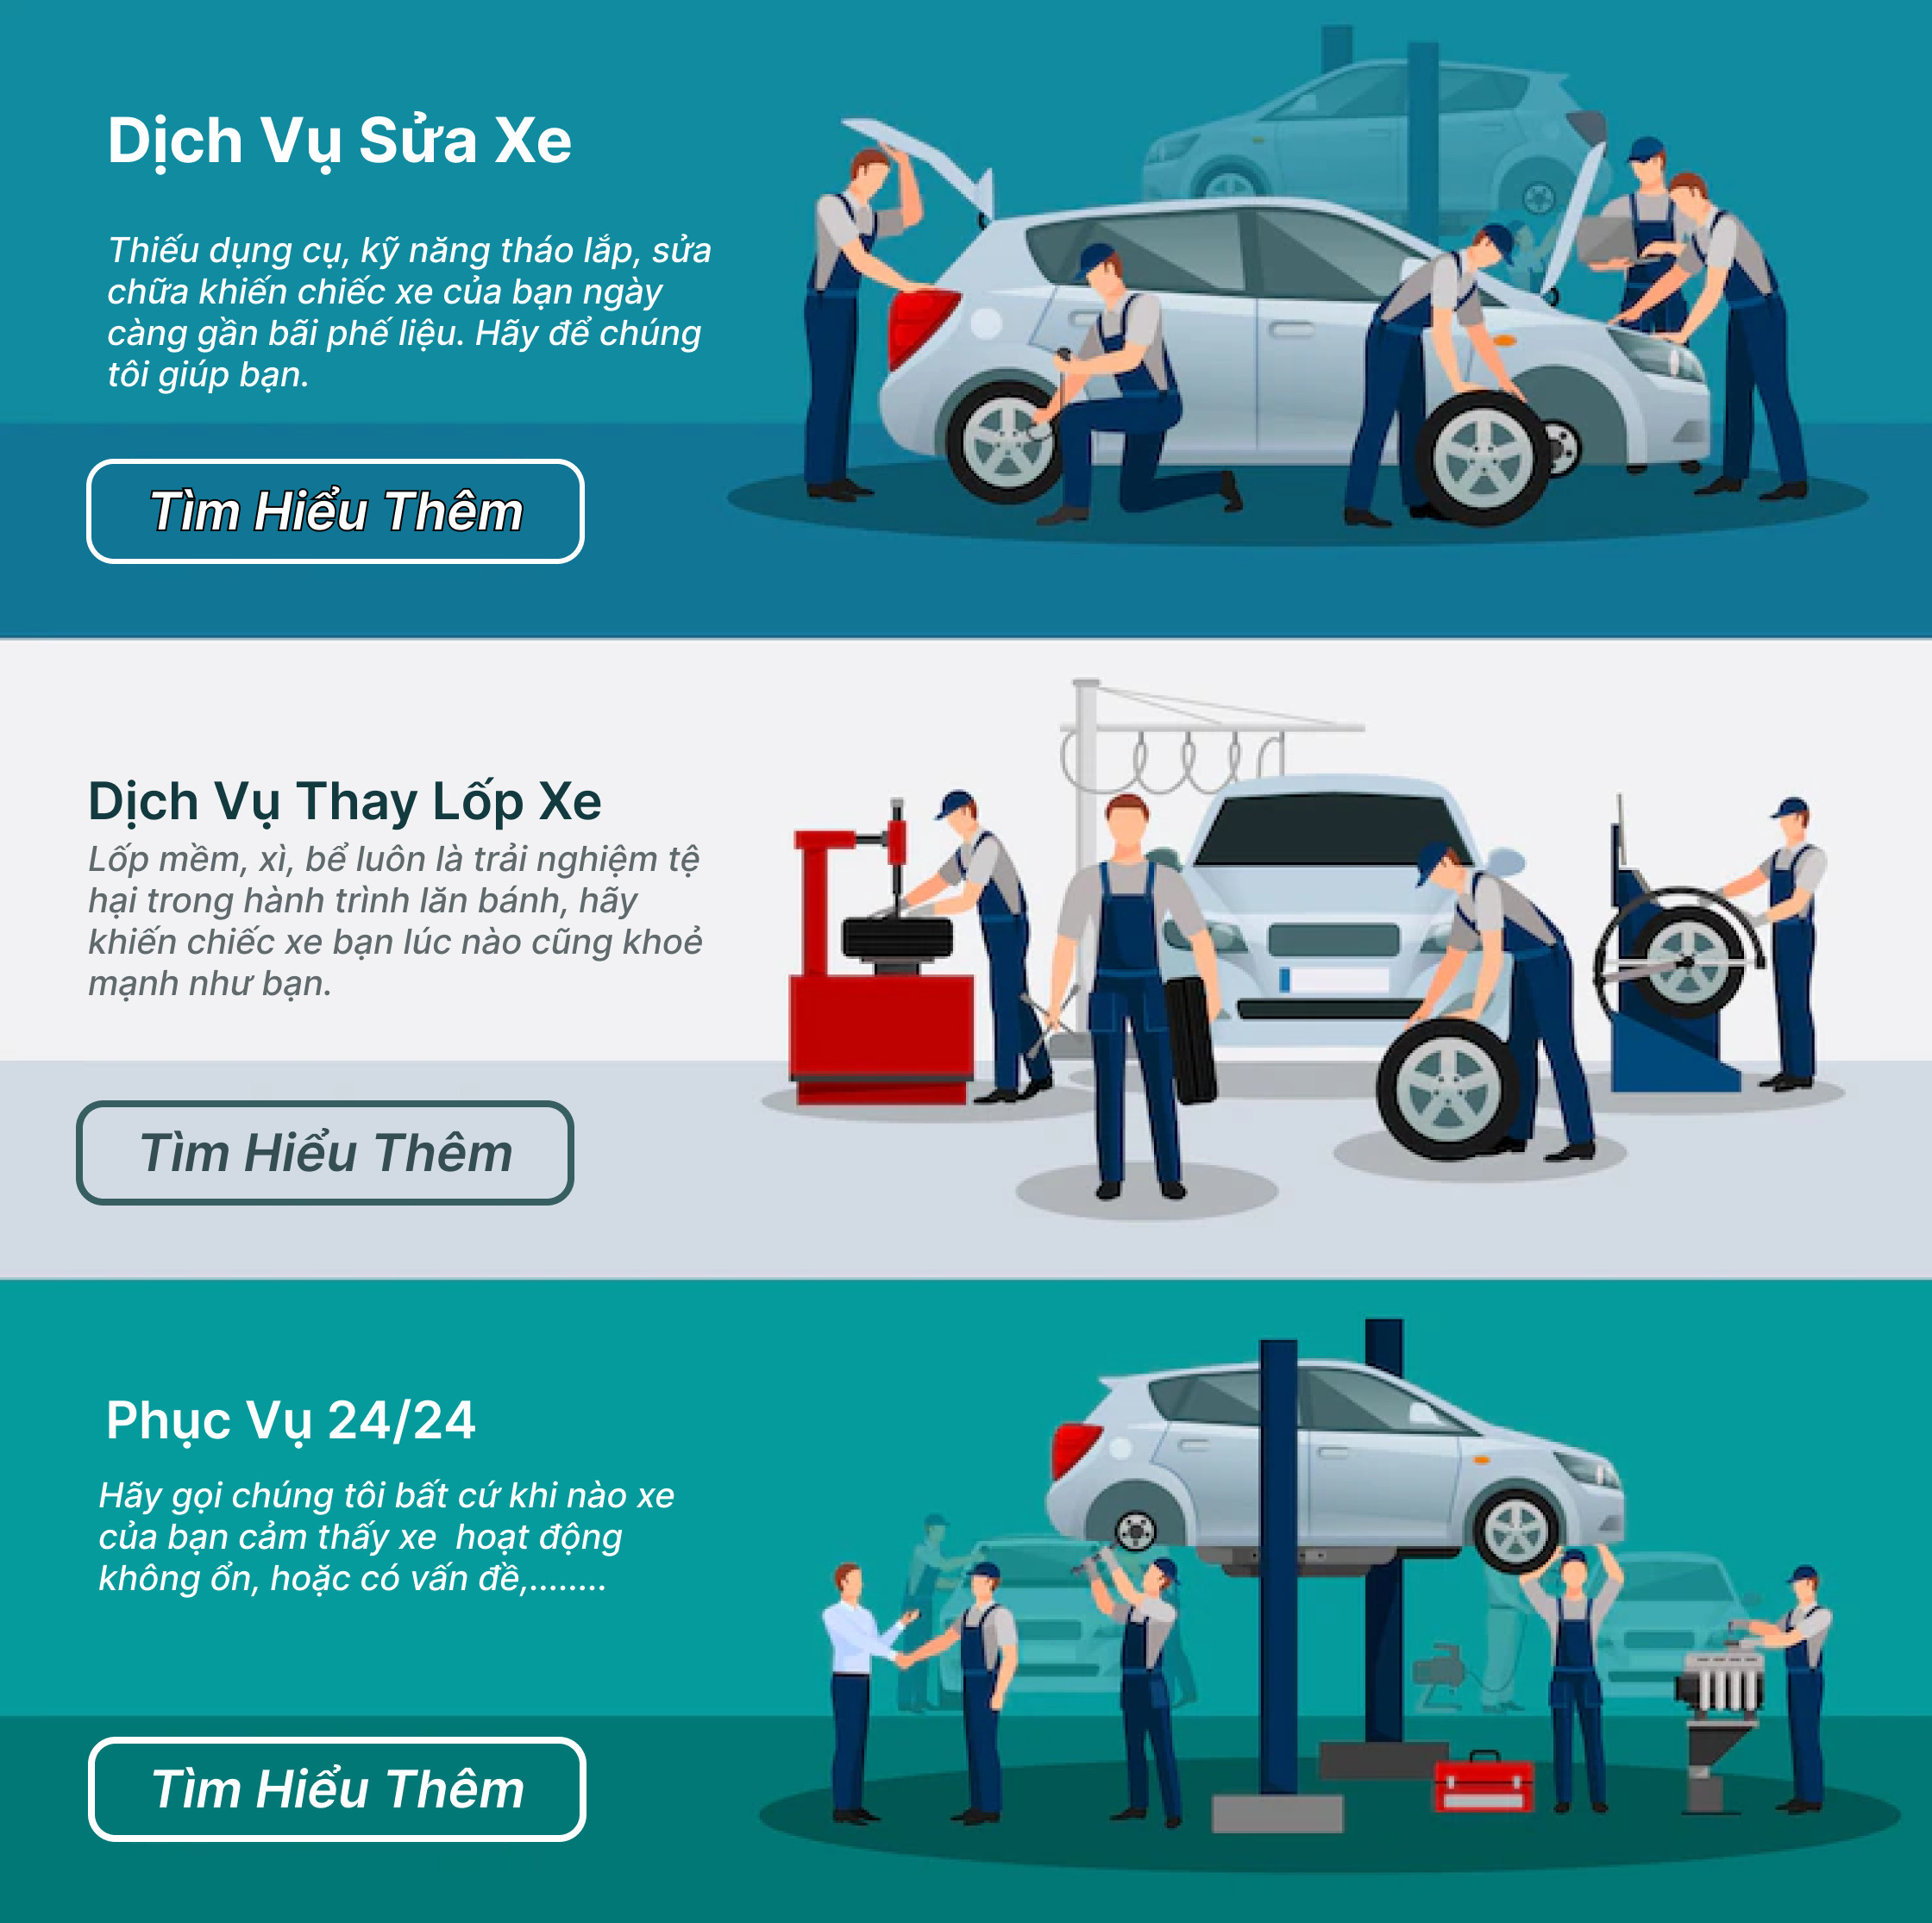 Dịch Vụ Sửa Xe
Thiếu dụng cụ, kỹ năng tháo lắp, sửa
chữa khiến chiếc xe của bạn ngày
càng gần bãi phế liệu. Hãy để chúng
tôi giúp bạn.
Tìm Hiểu Thêm
Dịch Vụ Thay Lốp Xe
Lốp mềm, xì, bể luôn là trải nghiệm tệ
hại trong hành trình lăn bánh, hãy
khiến chiếc xe bạn lúc nào cũng khoẻ
mạnh như bạn.
Tìm Hiểu Thêm
Phục Vụ 24/24
Hãy gọi chúng tôi bất cứ khi nào xe
của bạn cảm thấy xe  hoạt động
không ổn, hoặc có vấn đề,........
Tìm Hiểu Thêm